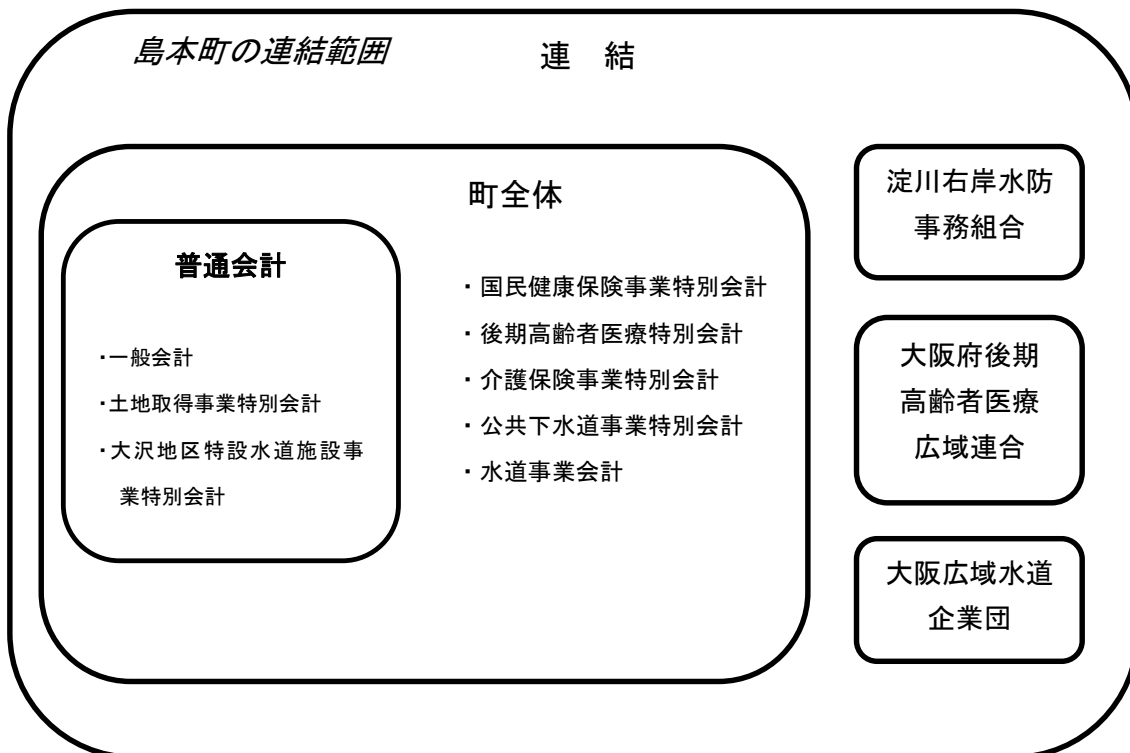 島本町の連結範囲
連 結
町全体
普通会計
・一般会計
・土地取得事業特別会計
・大沢地区特設水道施設事
業特別会計
・国民健康保険事業特別会計
・後期高齢者医療特別会計
・介護保険事業特別会計
・公共下水道事業特別会計
・水道事業会計
淀川右岸水防
事務組合
大阪府後期
高齢者医療
広域連合
大阪広域水道
企業団